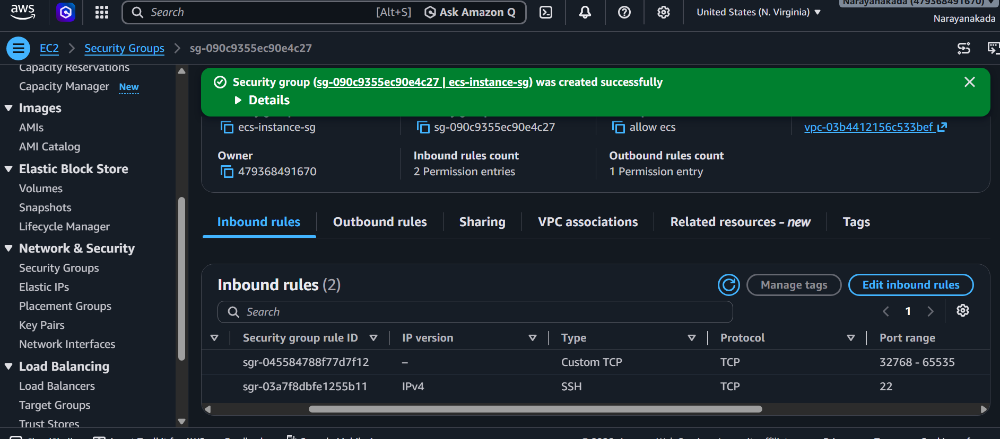 aws
Search [Alt+S] Ask Amazon Q
United States (N. Virginia)
Narayanakada (479368491670)
Narayanakada
EC2 > Security Groups > sg-090c9355ec90e4c27
Capacity Reservations
Capacity Manager New
Images
AMIs
AMI Catalog
Elastic Block Store
Volumes
Snapshots
Lifecycle Manager
Network & Security
Security Groups
Elastic IPs
Placement Groups
Key Pairs
Network Interfaces
Load Balancing
Load Balancers
Target Groups
Trust Stores
Security group (sg-090c9355ec90e4c27 | ecs-instance-sg) was created successfully
Details
ecs-instance-sg
sg-090c9355ec90e4c27
allow ecs
vpc-03b4412156c533bef
Owner
479368491670
Inbound rules count
2 Permission entries
Outbound rules count
1 Permission entry
Inbound rules
Outbound rules
Sharing
VPC associations
Related resources - new
Tags
Inbound rules (2)
Manage tags
Edit inbound rules
Search
1
Security group rule ID IP version Type Protocol Port range
sgr-045584788f77d7f12 – Custom TCP TCP 32768 - 65535
sgr-03a7f8dbfe1255b11 IPv4 SSH TCP 22